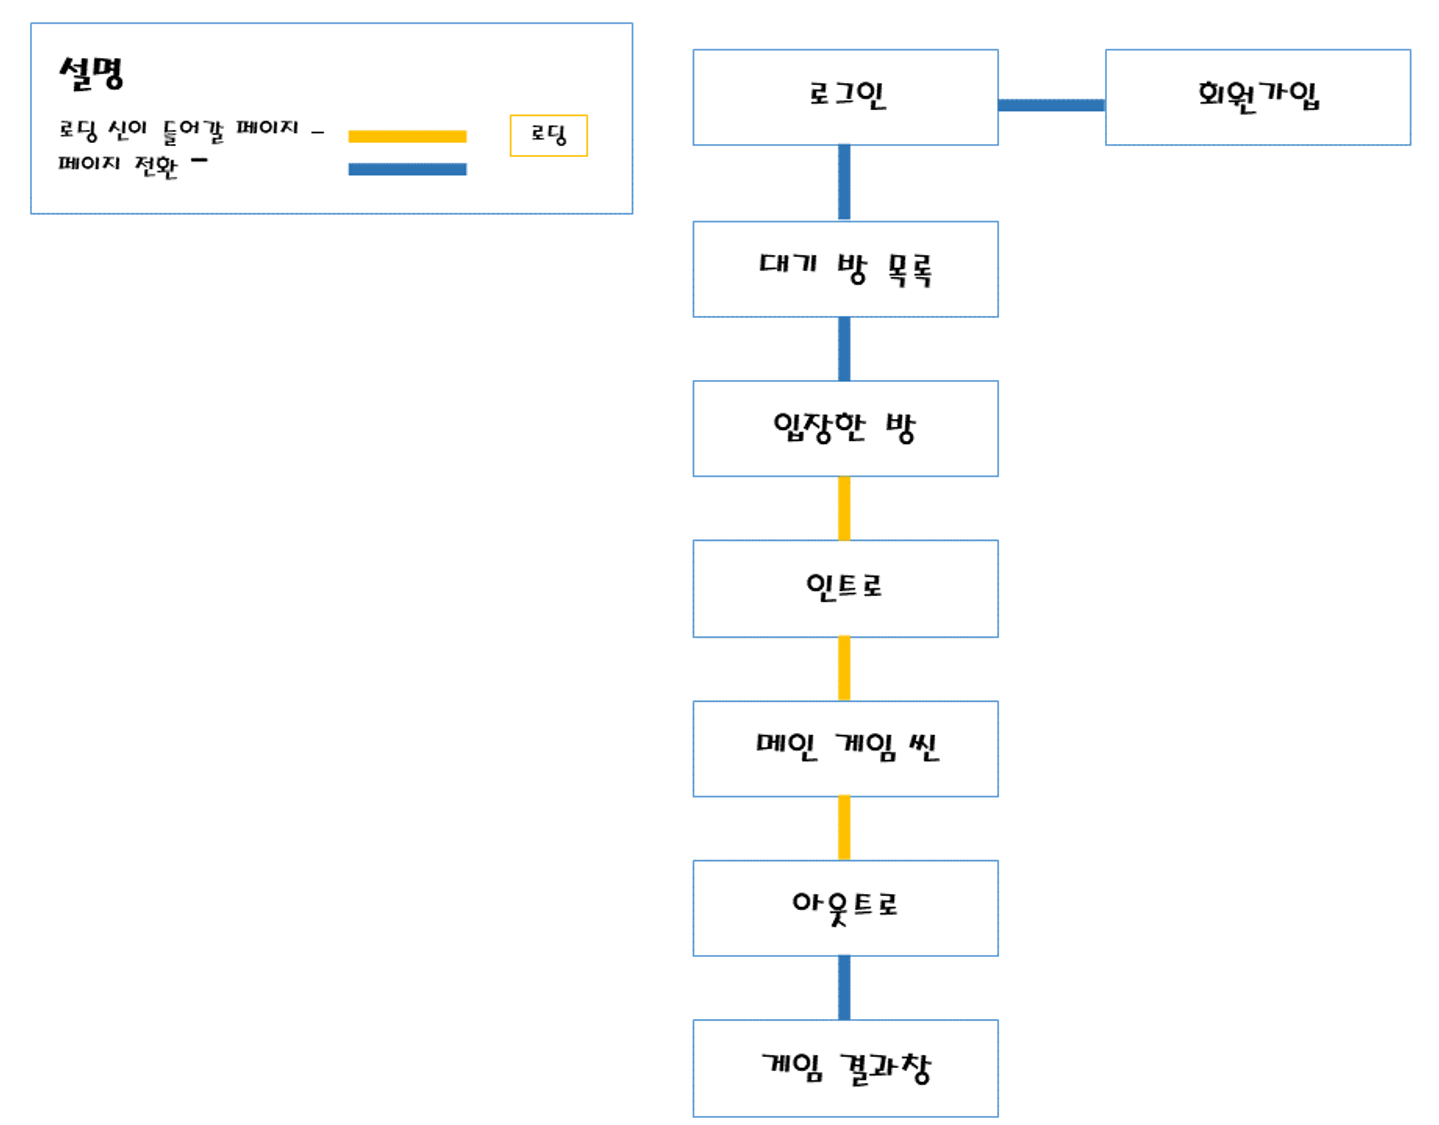 설명
로딩 신이 들어갈 페이지 -
로딩
페이지 전환 -
로그인
회원가입
대기 방 목록
입장한 방
인트로
메인 게임 씬
아웃트로
게임 결과창